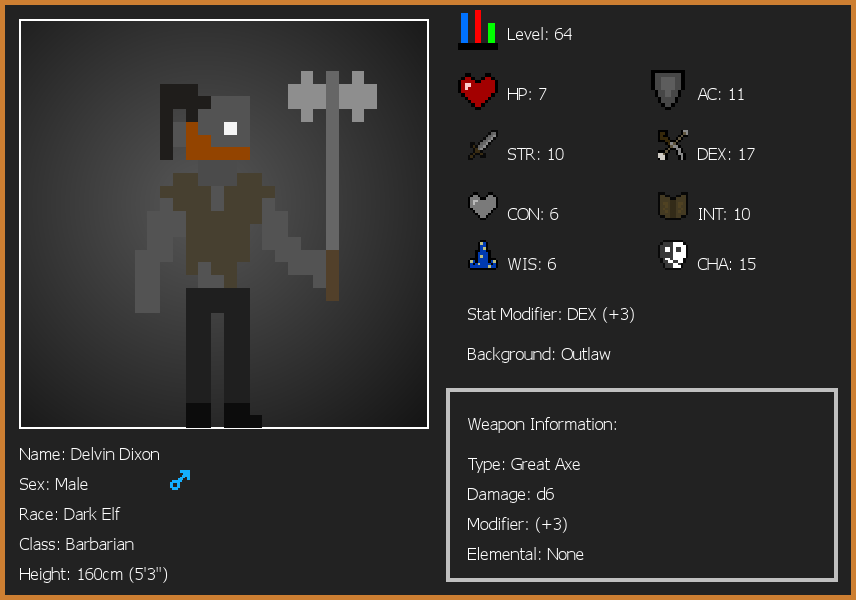 Level: 64
HP: 7
AC: 11
STR: 10
DEX: 17
CON: 6
INT: 10
WIS: 6
CHA: 15
Stat Modifier: DEX (+3)
Background: Outlaw
Weapon Information:
Type: Great Axe
Damage: d6
Modifier: (+3)
Elemental: None
Name: Delvin Dixon
Sex: Male
Race: Dark Elf
Class: Barbarian
Height: 160cm (5'3")